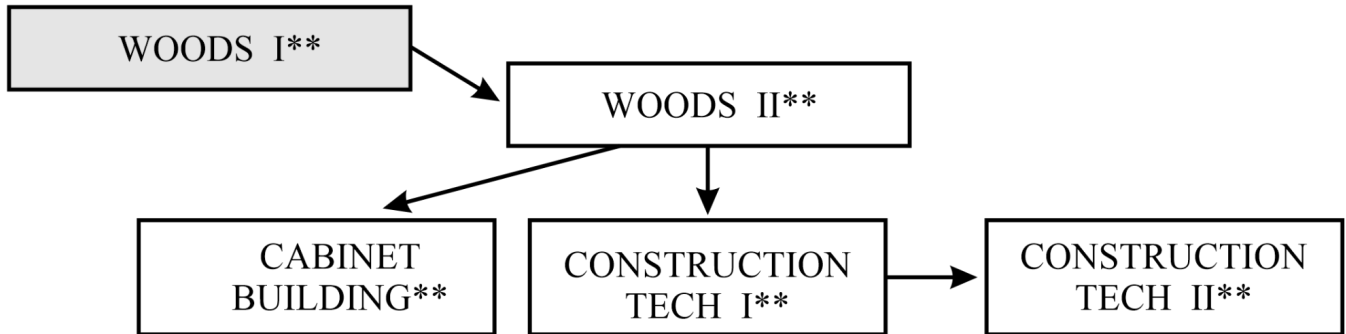 WOODS I**
WOODS II**
CABINET
BUILDING**
CONSTRUCTION
TECH I**
CONSTRUCTION
TECH II**